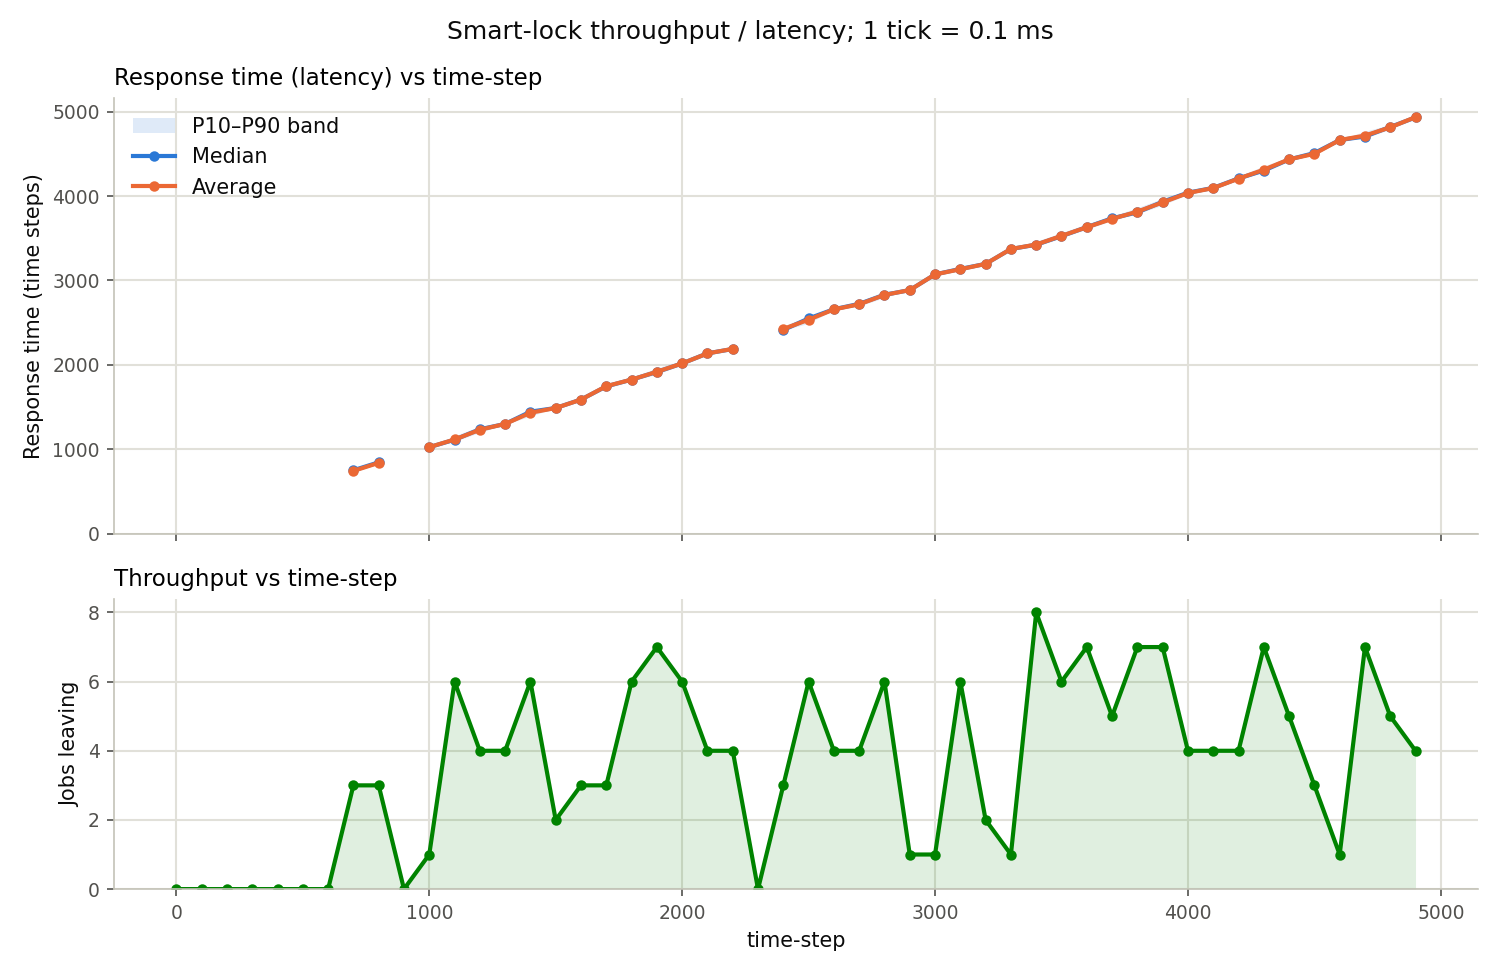 Smart-lock throughput / latency; 1 tick = 0.1 ms
Response time (latency) vs time-step
P10–P90 band
Median
Average
Response time (time steps)
5000
4000
3000
2000
1000
0
Throughput vs time-step
Jobs leaving
8
6
4
2
0
0 1000 2000 3000 4000 5000
time-step